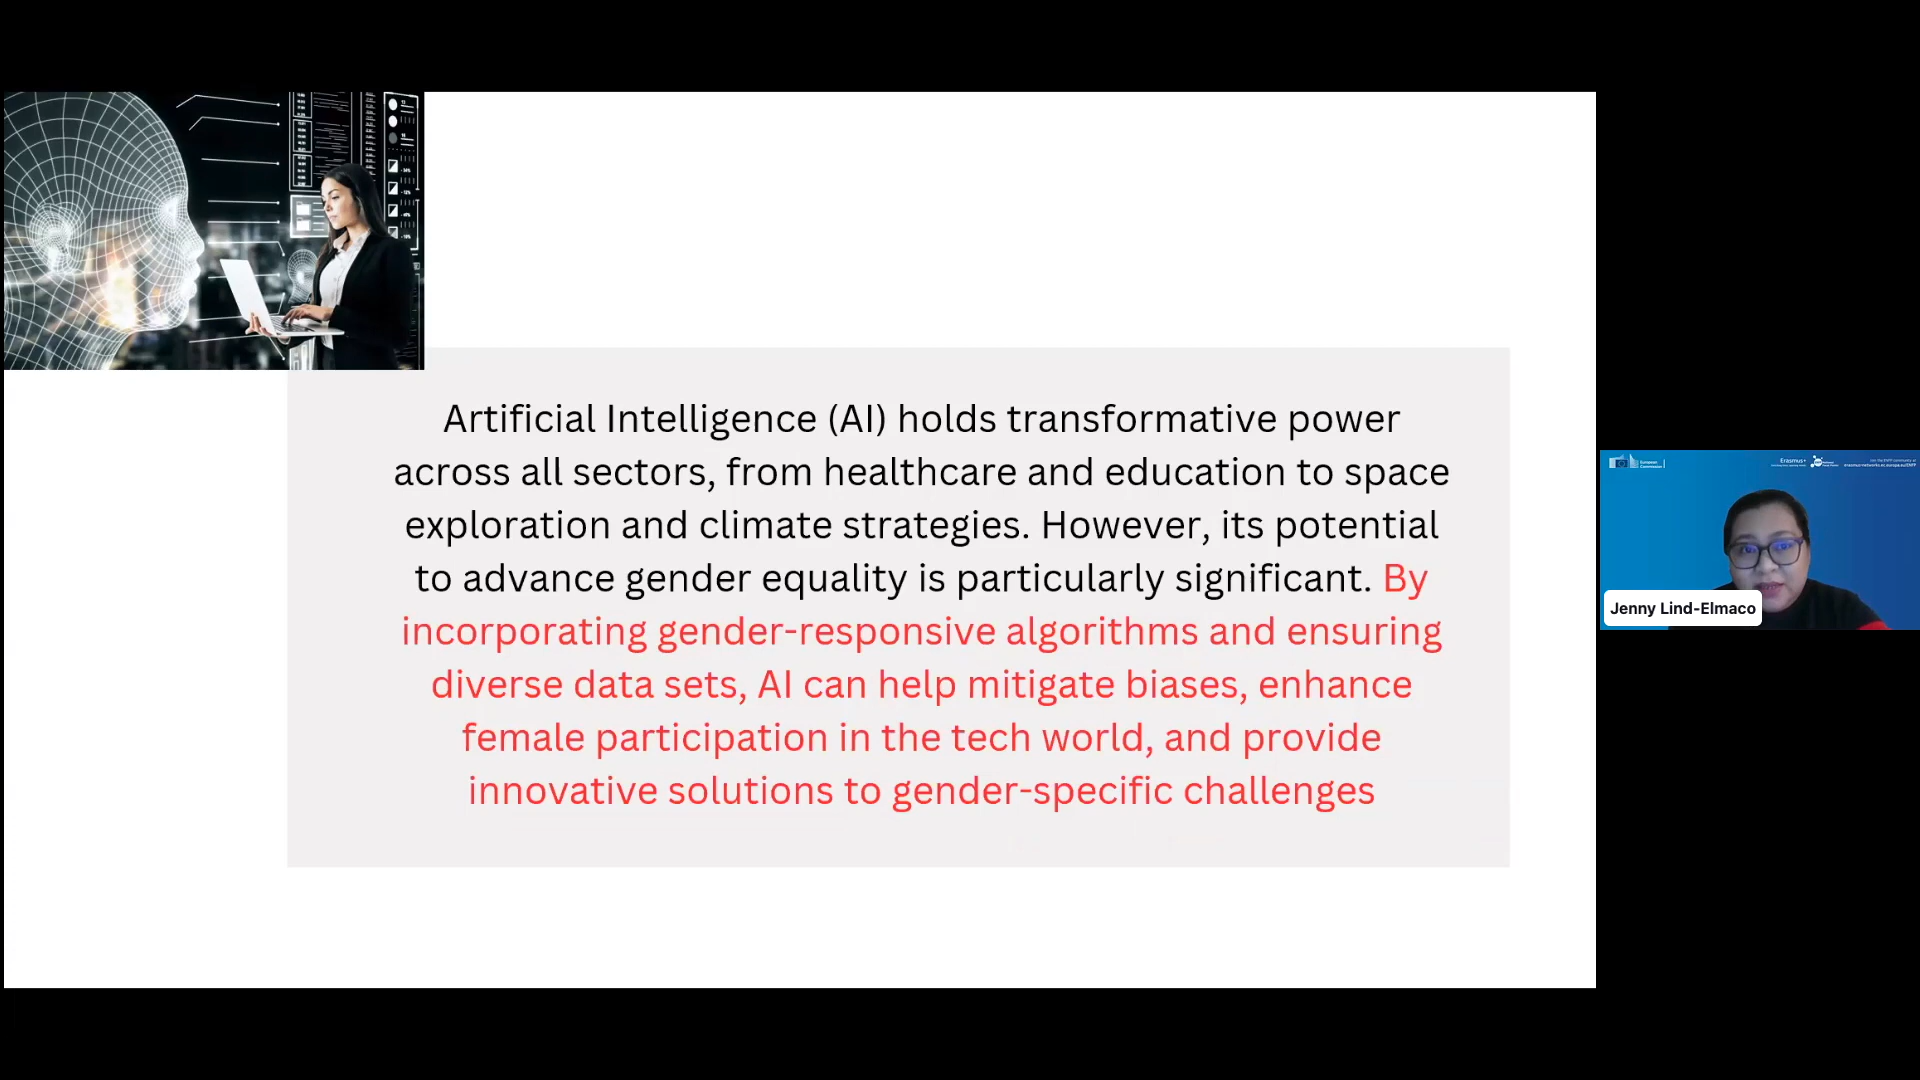 Artificial Intelligence (AI) holds transformative power
across all sectors, from healthcare and education to space
exploration and climate strategies. However, its potential
to advance gender equality is particularly significant. By
incorporating gender-responsive algorithms and ensuring
diverse data sets, AI can help mitigate biases, enhance
female participation in the tech world, and provide
innovative solutions to gender-specific challenges
European
Commission
Erasmus+
Jenny Lind-Elmaco